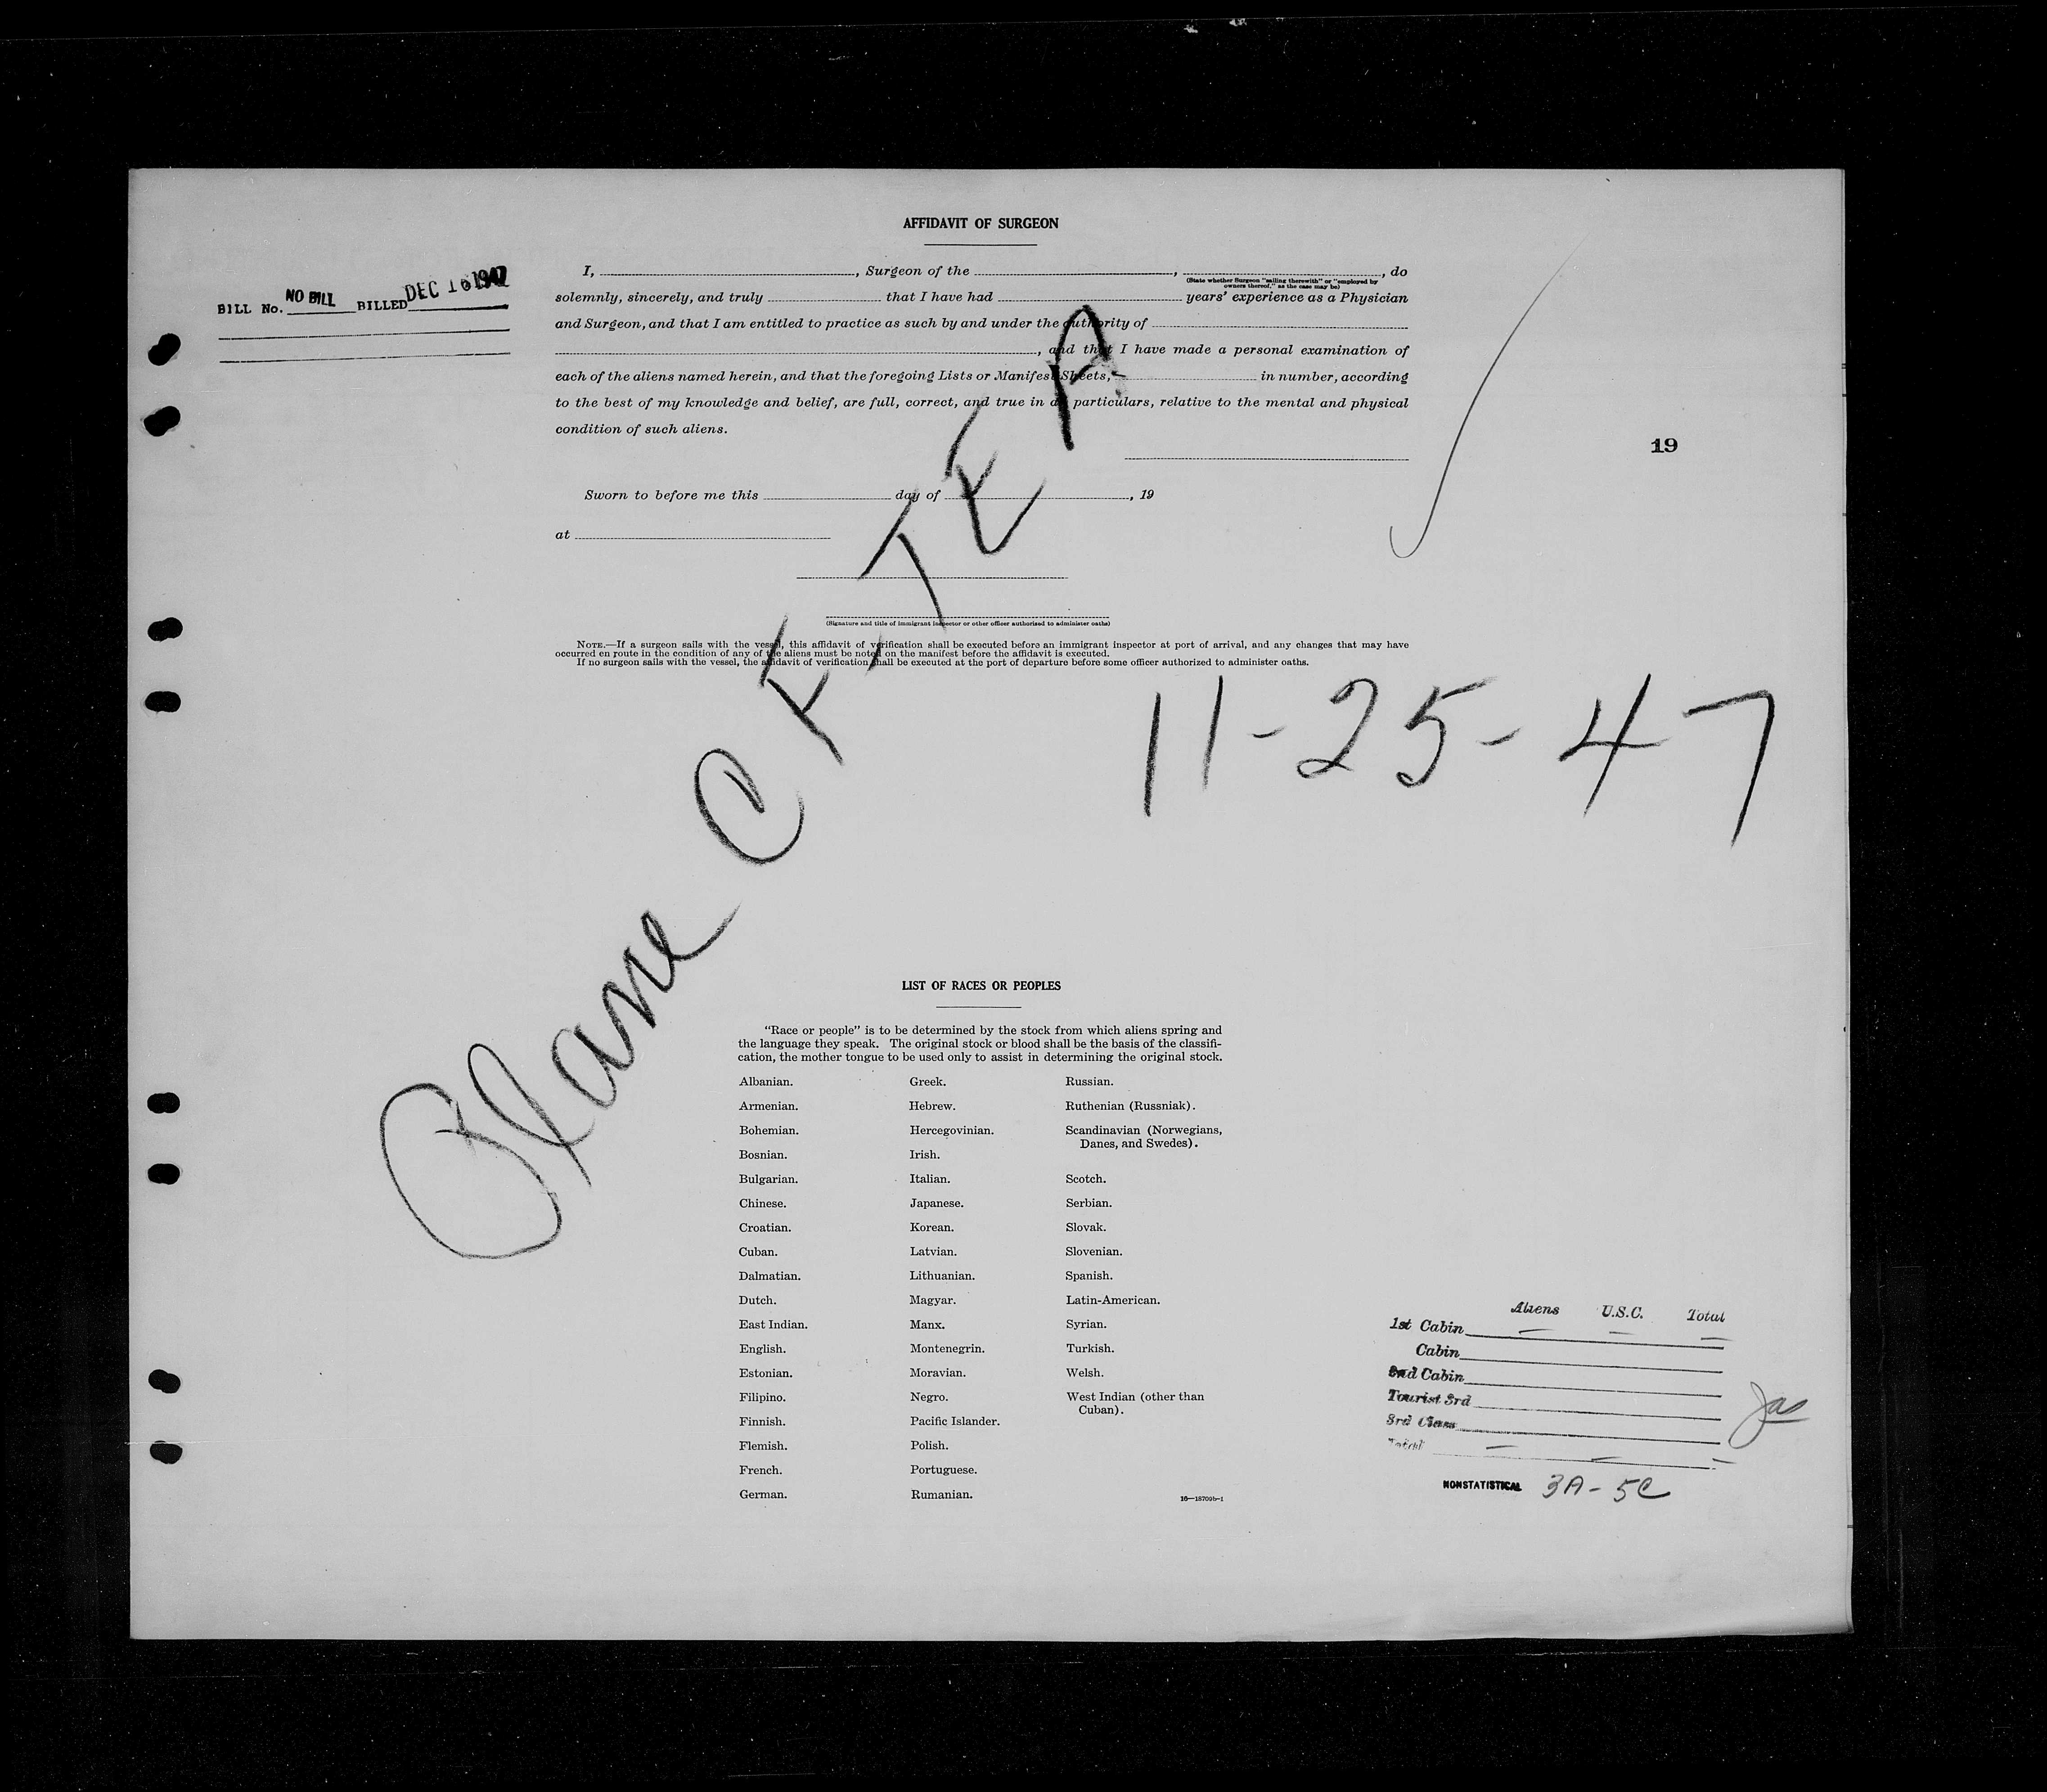 AFFIDAVIT OF SURGEON
I, , Surgeon of the , , do
(State whether Surgeon "sailing therewith" or "employed by
owners thereof," as the case may be)
BILL No. NO BILL BILLED DEC 16 1947
solemnly, sincerely, and truly that I have had years' experience as a Physician
and Surgeon, and that I am entitled to practice as such by and under the authority of
, and that I have made a personal examination of
each of the aliens named herein, and that the foregoing Lists or Manifest Sheets, in number, according
to the best of my knowledge and belief, are full, correct, and true in all particulars, relative to the mental and physical
condition of such aliens.
19
Sworn to before me this day of , 19
at
(Signature and title of immigrant inspector or other officer authorized to administer oaths)
NOTE.—If a surgeon sails with the vessel, this affidavit of verification shall be executed before an immigrant inspector at port of arrival, and any changes that may have
occurred en route in the condition of any of the aliens must be noted on the manifest before the affidavit is executed.
If no surgeon sails with the vessel, the affidavit of verification shall be executed at the port of departure before some officer authorized to administer oaths.
Plane CF-TEA
11-25-47
LIST OF RACES OR PEOPLES
"Race or people" is to be determined by the stock from which aliens spring and
the language they speak. The original stock or blood shall be the basis of the classifi-
cation, the mother tongue to be used only to assist in determining the original stock.
Albanian.
Armenian.
Bohemian.
Bosnian.
Bulgarian.
Chinese.
Croatian.
Cuban.
Dalmatian.
Dutch.
East Indian.
English.
Estonian.
Filipino.
Finnish.
Flemish.
French.
German.
Greek.
Hebrew.
Hercegovinian.
Irish.
Italian.
Japanese.
Korean.
Latvian.
Lithuanian.
Magyar.
Manx.
Montenegrin.
Moravian.
Negro.
Pacific Islander.
Polish.
Portuguese.
Rumanian.
Russian.
Ruthenian (Russniak).
Scandinavian (Norwegians,
Danes, and Swedes).
Scotch.
Serbian.
Slovak.
Slovenian.
Spanish.
Latin-American.
Syrian.
Turkish.
Welsh.
West Indian (other than
Cuban).
16—18709b-1
Aliens U.S.C. Total
1st Cabin — — —
Cabin
2nd Cabin
Tourist 3rd
3rd Class
Total — — —
NONSTATISTICAL 3A-5C